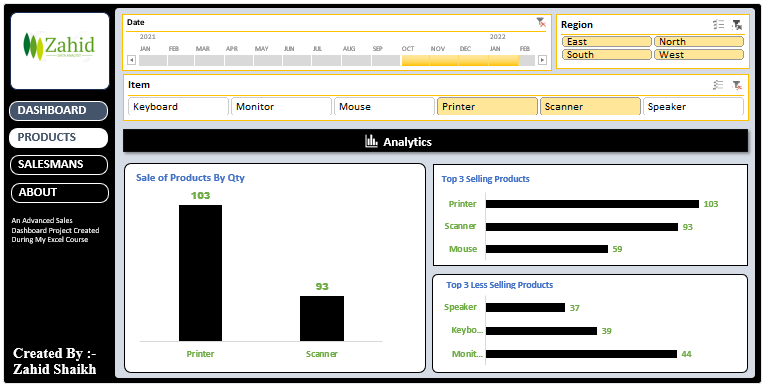 Zahid
DASHBOARD
PRODUCTS
SALESMANS
ABOUT
An Advanced Sales
Dashboard Project Created
During My Excel Course
Created By :-
Zahid Shaikh
Date
2021 2022
JAN FEB MAR APR MAY JUN JUL AUG SEP OCT NOV DEC JAN FEB
Region
East North
South West
Item
Keyboard Monitor Mouse Printer Scanner Speaker
Analytics
Sale of Products By Qty
103
93
Printer Scanner
Top 3 Selling Products
Printer 103
Scanner 93
Mouse 59
Top 3 Less Selling Products
Speaker 37
Keybo... 39
Monit... 44